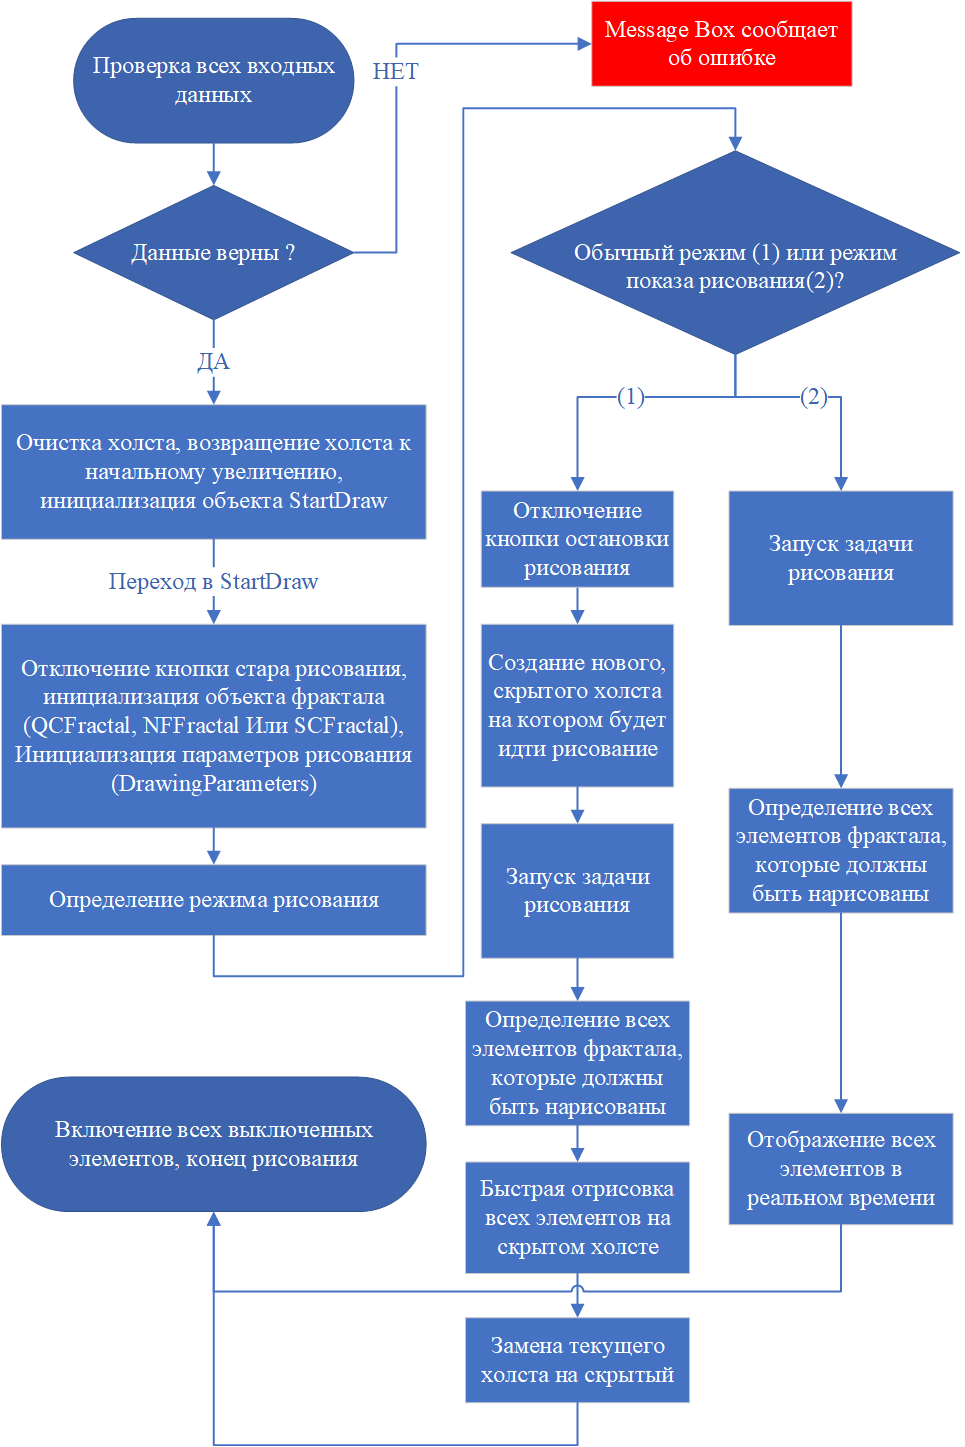 Проверка всех входных
данных
Данные верны ?
НЕТ
Message Box сообщает
об ошибке
ДА
Очистка холста, возвращение холста к
начальному увеличению,
инициализация объекта StartDraw
Переход в StartDraw
Отключение кнопки стара рисования,
инициализация объекта фрактала
(QCFractal, NFFractal Или SCFractal),
Инициализация параметров рисования
(DrawingParameters)
Определение режима рисования
Обычный режим (1) или режим
показа рисования(2)?
(1)
(2)
Отключение
кнопки остановки
рисования
Создание нового,
скрытого холста
на котором будет
идти рисование
Запуск задачи
рисования
Определение всех
элементов фрактала,
которые должны
быть нарисованы
Быстрая отрисовка
всех элементов на
скрытом холсте
Замена текущего
холста на скрытый
Запуск задачи
рисования
Определение всех
элементов фрактала,
которые должны
быть нарисованы
Отображение всех
элементов в
реальном времени
Включение всех выключенных
элементов, конец рисования